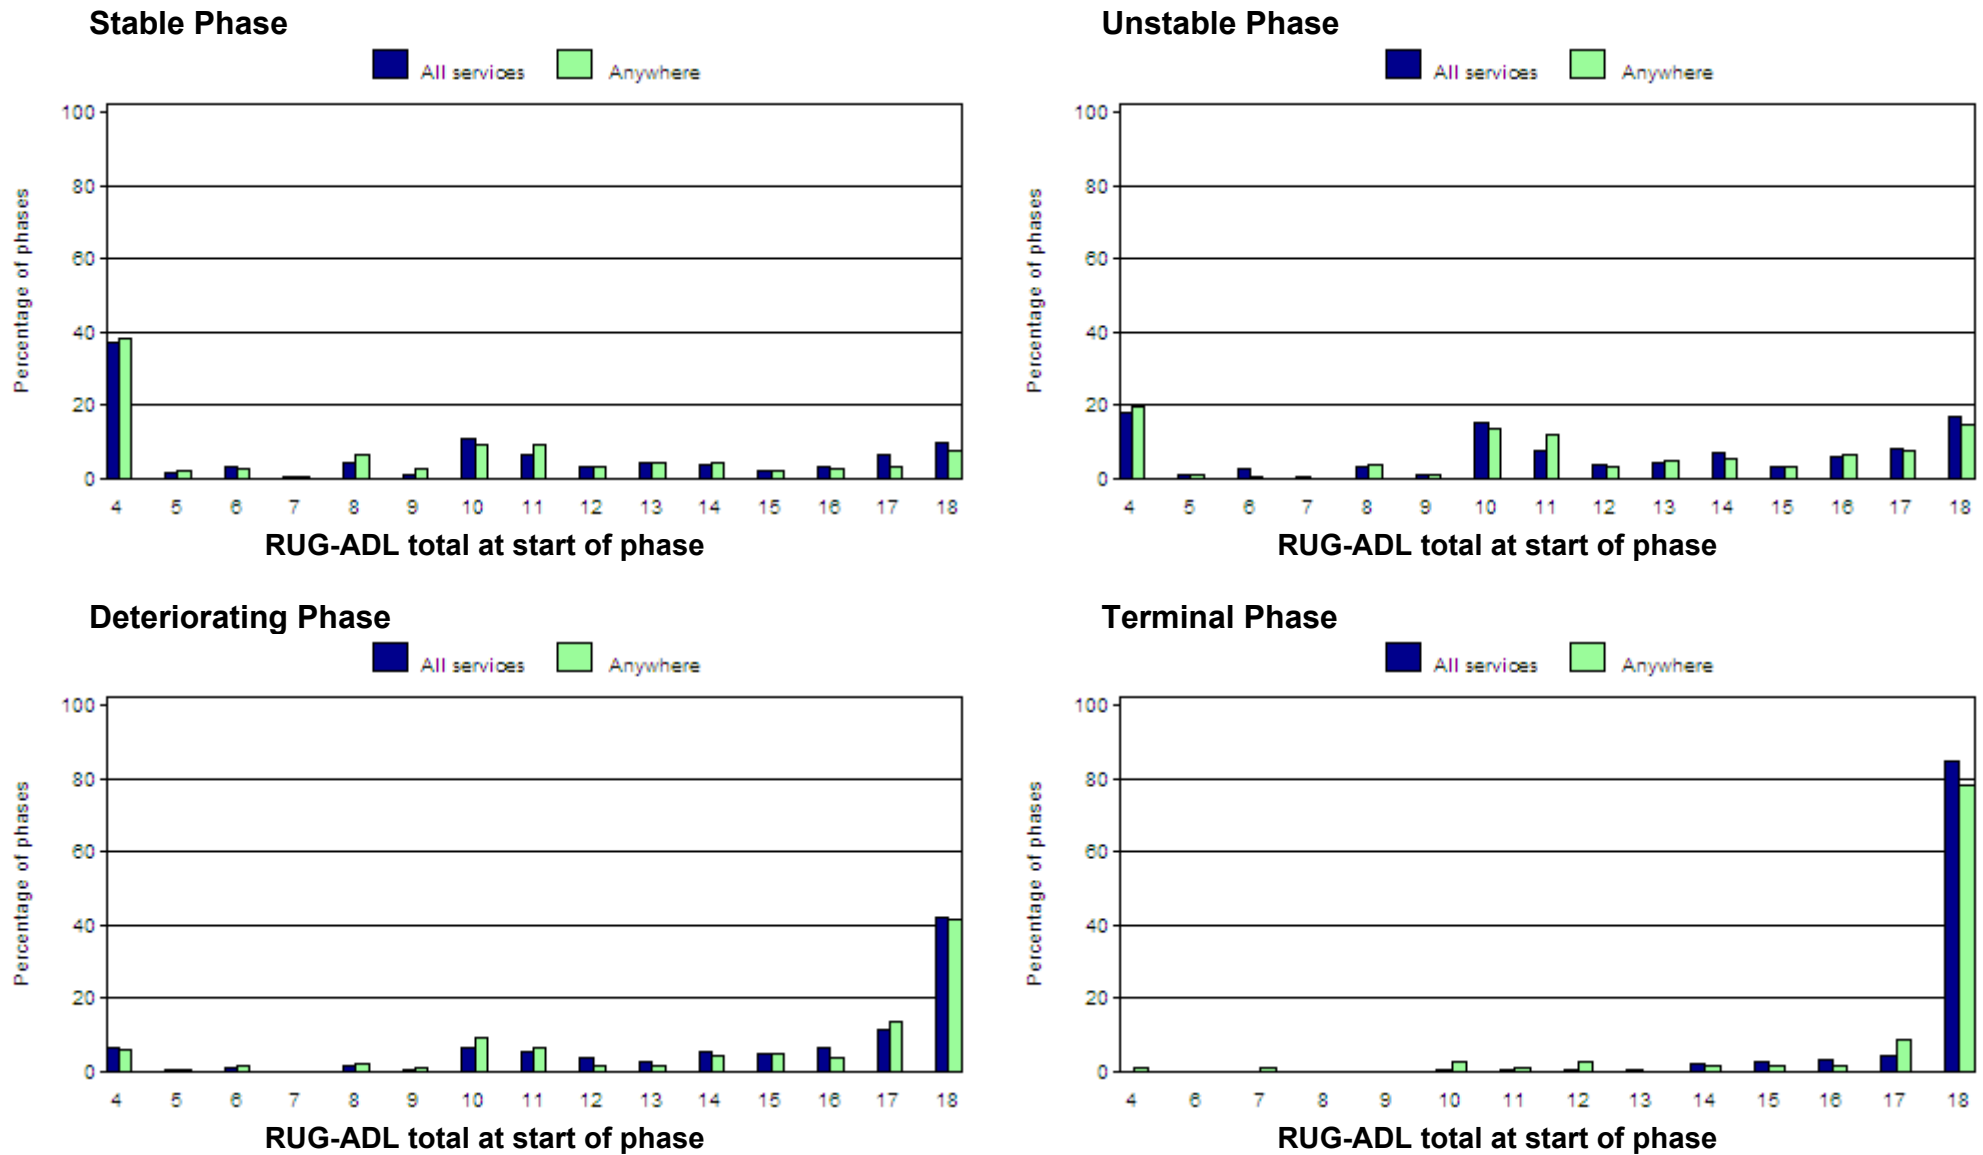 Stable Phase
All services Anywhere
Percentage of phases
100
80
60
40
20
0
4 5 6 7 8 9 10 11 12 13 14 15 16 17 18
RUG-ADL total at start of phase
Unstable Phase
All services Anywhere
Percentage of phases
100
80
60
40
20
0
4 5 6 7 8 9 10 11 12 13 14 15 16 17 18
RUG-ADL total at start of phase
Deteriorating Phase
All services Anywhere
Percentage of phases
100
80
60
40
20
0
4 5 6 7 8 9 10 11 12 13 14 15 16 17 18
RUG-ADL total at start of phase
Terminal Phase
All services Anywhere
Percentage of phases
100
80
60
40
20
0
4 6 7 8 9 10 11 12 13 14 15 16 17 18
RUG-ADL total at start of phase